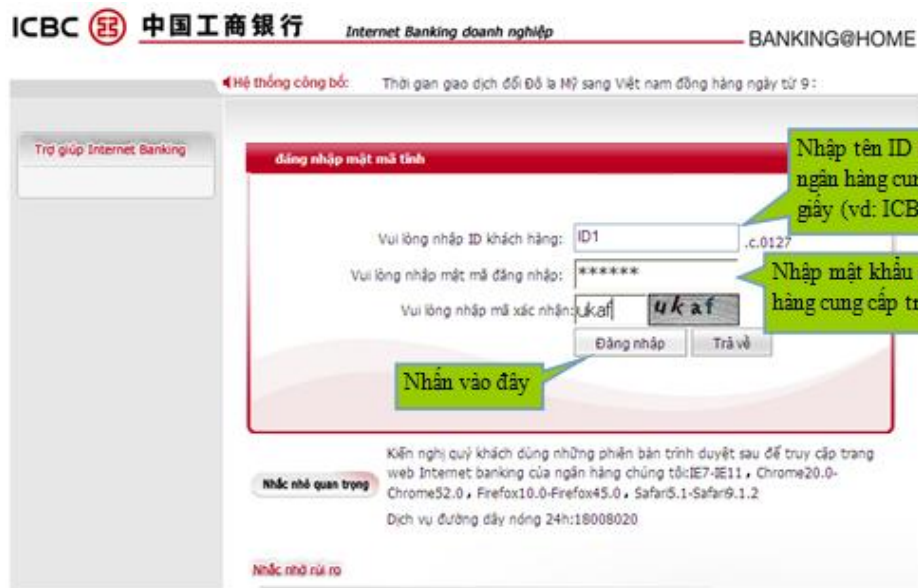 ICBC 中国工商银行 Internet Banking doanh nghiệp BANKING@HOME
Hệ thống công bố: Thời gian giao dịch đổi Đô la Mỹ sang Việt nam đồng hàng ngày từ 9:
Trợ giúp Internet Banking
đăng nhập mật mã tĩnh
Nhập tên ID
ngân hàng cun
giấy (vd: ICB
Vui lòng nhập ID khách hàng: ID1 .c.0127
Vui lòng nhập mật mã đăng nhập: ******
Nhập mật khẩu
hàng cung cấp tr
Vui lòng nhập mã xác nhận: ukaf ukaf
Đăng nhập Trả về
Nhấn vào đây
Kiến nghị quý khách dùng những phiên bản trình duyệt sau để truy cập trang
web Internet banking của ngân hàng chúng tôi:IE7-IE11，Chrome20.0-
Chrome52.0，Firefox10.0-Firefox45.0，Safari5.1-Safari9.1.2
Nhắc nhở quan trọng
Dịch vụ đường dây nóng 24h:18008020
Nhắc nhở rủi ro